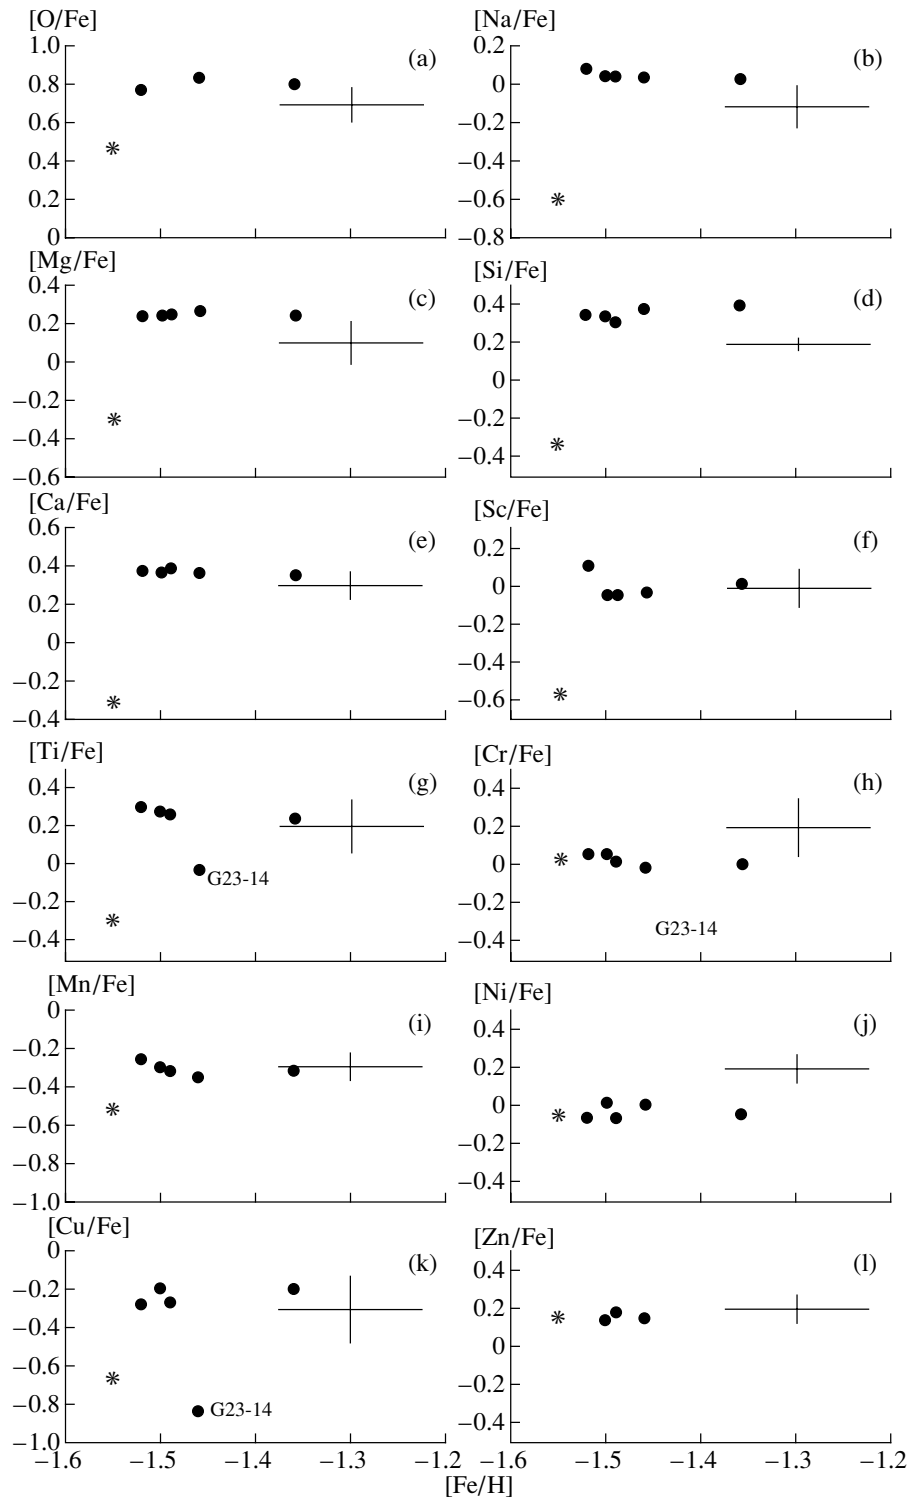 [O/Fe]
1.0
0.8
0.6
0.4
0.2
0
(a)
[Na/Fe]
0.2
0
−0.2
−0.4
−0.6
−0.8
(b)
[Mg/Fe]
0.4
0.2
0
−0.2
−0.4
−0.6
(c)
[Si/Fe]
0.4
0.2
0
−0.2
−0.4
(d)
[Ca/Fe]
0.6
0.4
0.2
0
−0.2
−0.4
(e)
[Sc/Fe]
0.2
0
−0.2
−0.4
−0.6
(f)
[Ti/Fe]
0.4
0.2
0
−0.2
−0.4
(g)
G23-14
[Cr/Fe]
0.4
0.2
0
−0.2
−0.4
(h)
G23-14
[Mn/Fe]
0
−0.2
−0.4
−0.6
−0.8
−1.0
(i)
[Ni/Fe]
0.4
0.2
0
−0.2
−0.4
(j)
[Cu/Fe]
0
−0.2
−0.4
−0.6
−0.8
−1.0
(k)
G23-14
[Zn/Fe]
0.4
0.2
0
−0.2
−0.4
(l)
−1.6 −1.5 −1.4 −1.3 −1.2
−1.6 −1.5 −1.4 −1.3 −1.2
[Fe/H]